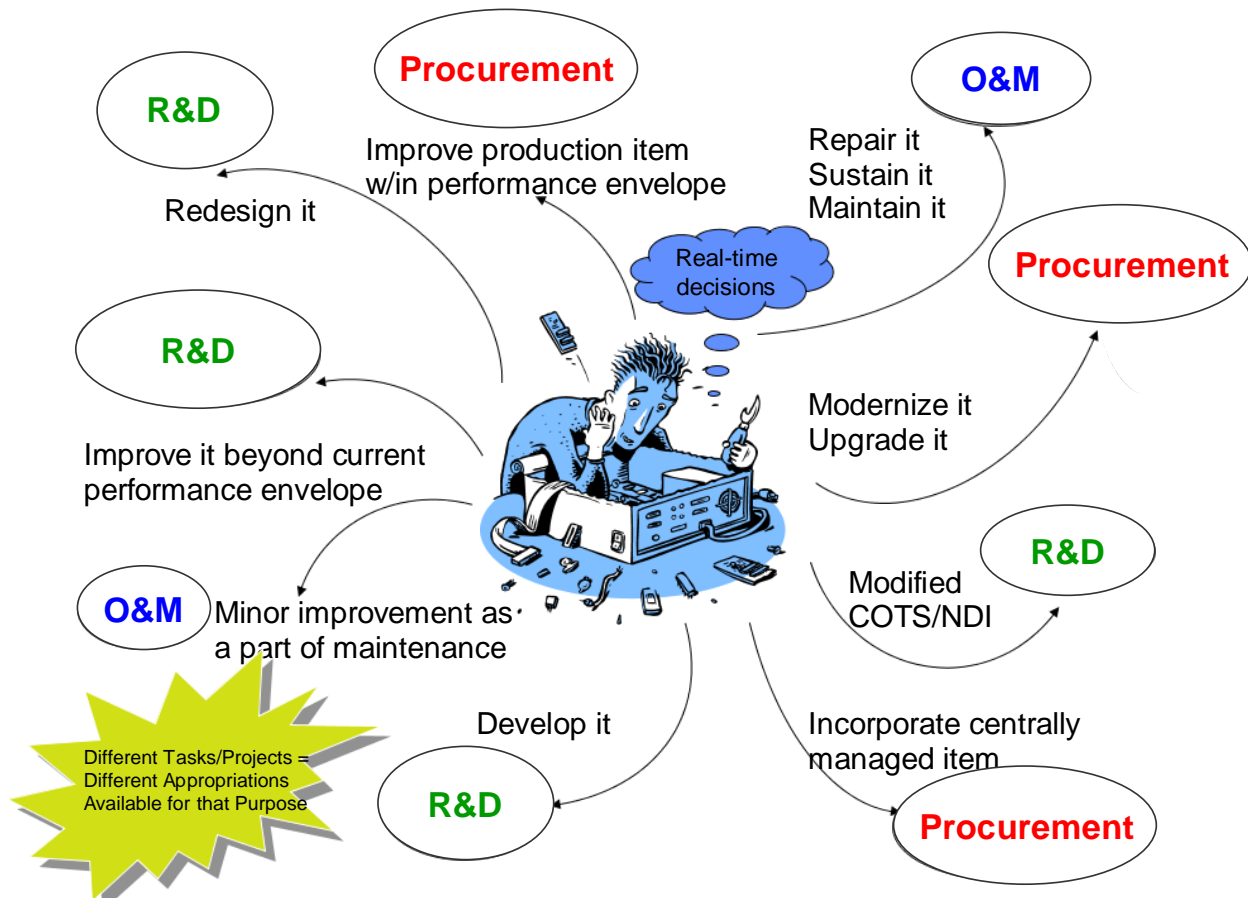 Procurement
R&D
Improve production item
w/in performance envelope
Redesign it
O&M
Repair it
Sustain it
Maintain it
Real-time
decisions
Procurement
Modernize it
Upgrade it
R&D
Improve it beyond current
performance envelope
R&D
Modified
COTS/NDI
O&M
Minor improvement as
a part of maintenance
Different Tasks/Projects =
Different Appropriations
Available for that Purpose
Develop it
R&D
Incorporate centrally
managed item
Procurement